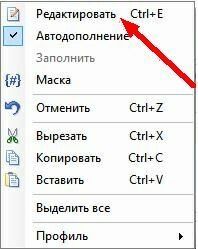 Редактировать Ctrl+E
Автодополнение
Заполнить
{#} Маска
Отменить Ctrl+Z
Вырезать Ctrl+X
Копировать Ctrl+C
Вставить Ctrl+V
Выделить все
Профиль